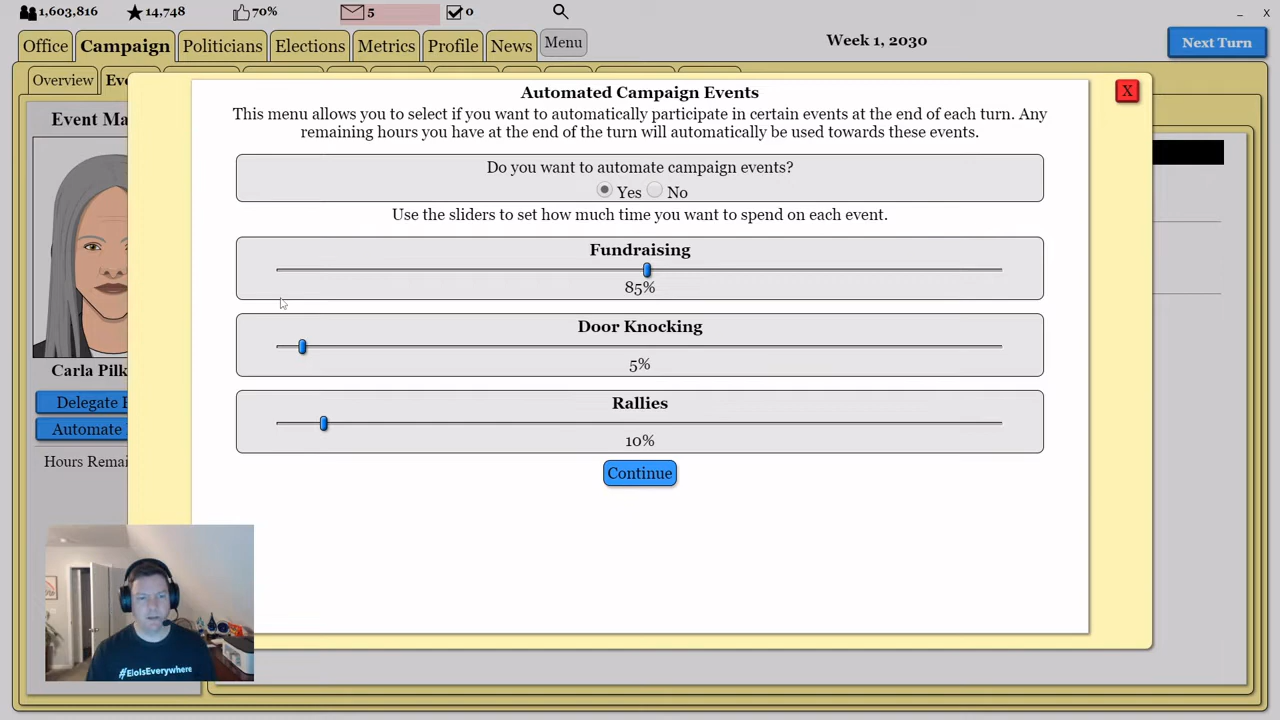 1,603,816 14,748 70% 5 0
Office Campaign Politicians Elections Metrics Profile News Menu Week 1, 2030 Next Turn
Overview
Automated Campaign Events
X
This menu allows you to select if you want to automatically participate in certain events at the end of each turn. Any
remaining hours you have at the end of the turn will automatically be used towards these events.
Do you want to automate campaign events?
Yes No
Use the sliders to set how much time you want to spend on each event.
Fundraising
85%
Door Knocking
5%
Rallies
10%
Continue
Event Ma
Carla Pilk
Delegate
Automate
Hours Remai
#EloIsEverywhere